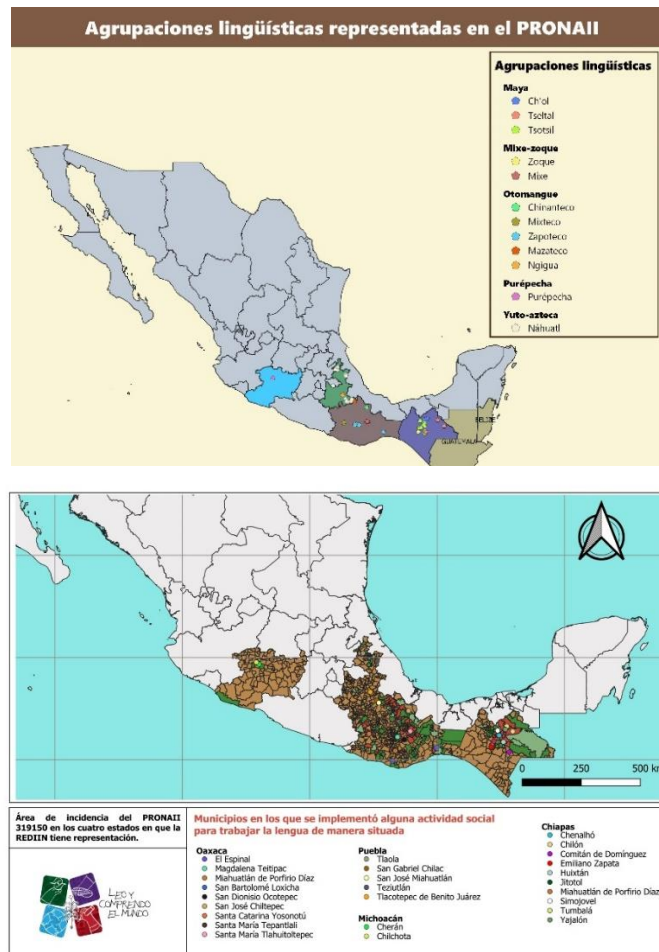 Agrupaciones lingüísticas representadas en el PRONAII
Agrupaciones lingüísticas
Maya
Ch'ol
Tseltal
Tsotsil
Mixe-zoque
Zoque
Mixe
Otomangue
Chinanteco
Mixteco
Zapoteco
Mazateco
Ngigua
Purépecha
Purépecha
Yuto-azteca
Náhuatl
BELIZE
GUATEMALA
0 250 500 km
Área de incidencia del PRONAII
319150 en los cuatro estados en que la
REDIIN tiene representación.
LEO Y
COMPRENDO
EL MUNDO
Municipios en los que se implementó alguna actividad social
para trabajar la lengua de manera situada
Oaxaca
El Espinal
Magdalena Teitipac
Miahuatlán de Porfirio Díaz
San Bartolomé Loxicha
San Dionisio Ocotepec
San José Chiltepec
Santa Catarina Yosonotú
Santa María Tepantlali
Santa María Tlahuitoltepec
Puebla
Tlaola
San Gabriel Chilac
San José Miahuatlán
Teziutlán
Tlacotepec de Benito Juárez
Michoacán
Cherán
Chilchota
Chiapas
Chenalhó
Chilón
Comitán de Domínguez
Emiliano Zapata
Huixtán
Jitotol
Miahuatlán de Porfirio Díaz
Simojovel
Tumbalá
Yajalón